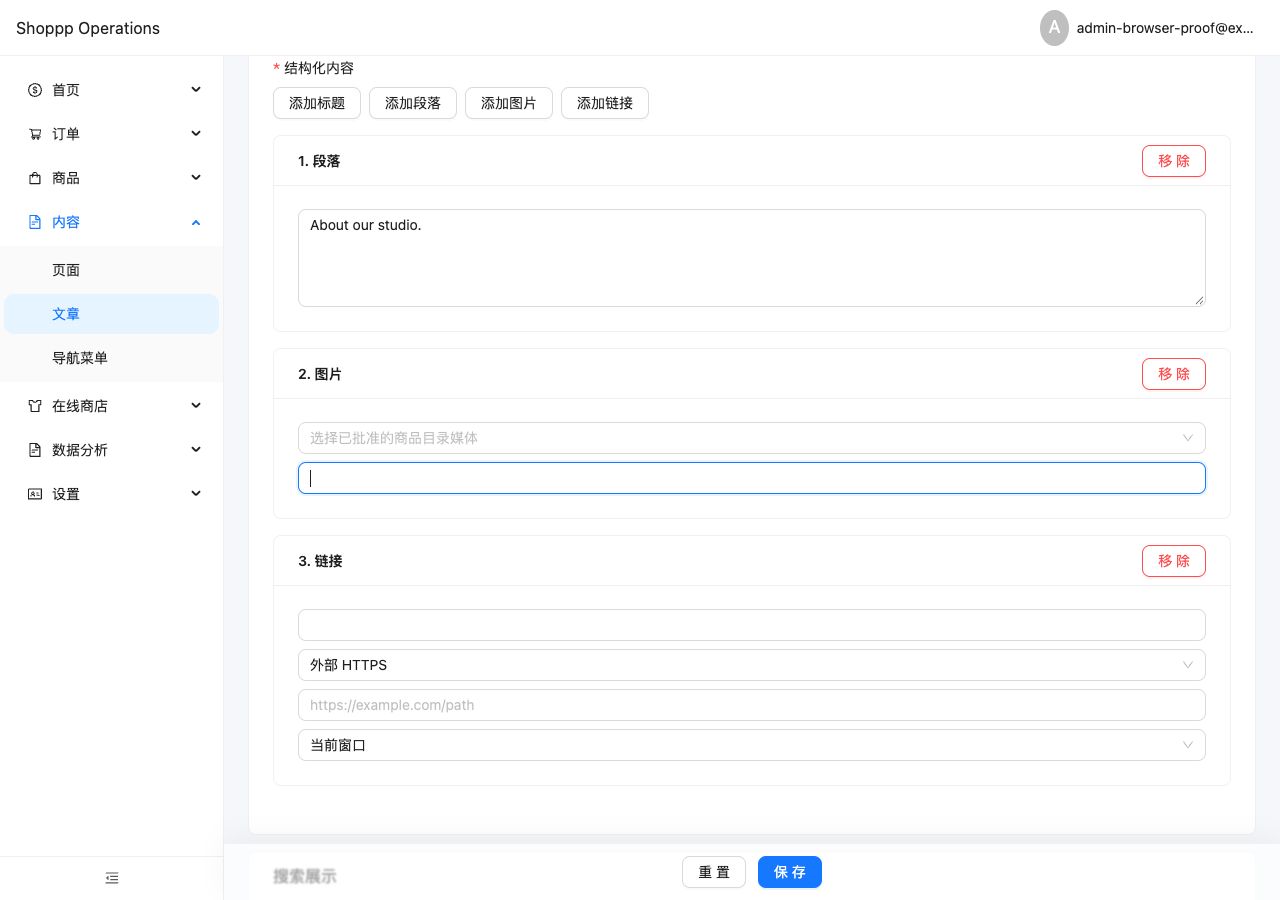 Shoppp Operations
A
admin-browser-proof@ex...
首页
订单
商品
内容
页面
文章
导航菜单
在线商店
数据分析
设置
* 结构化内容
添加标题 添加段落 添加图片 添加链接
1. 段落
移 除
About our studio.
2. 图片
移 除
选择已批准的商品目录媒体
3. 链接
移 除
外部 HTTPS
https://example.com/path
当前窗口
搜索展示
重 置
保 存